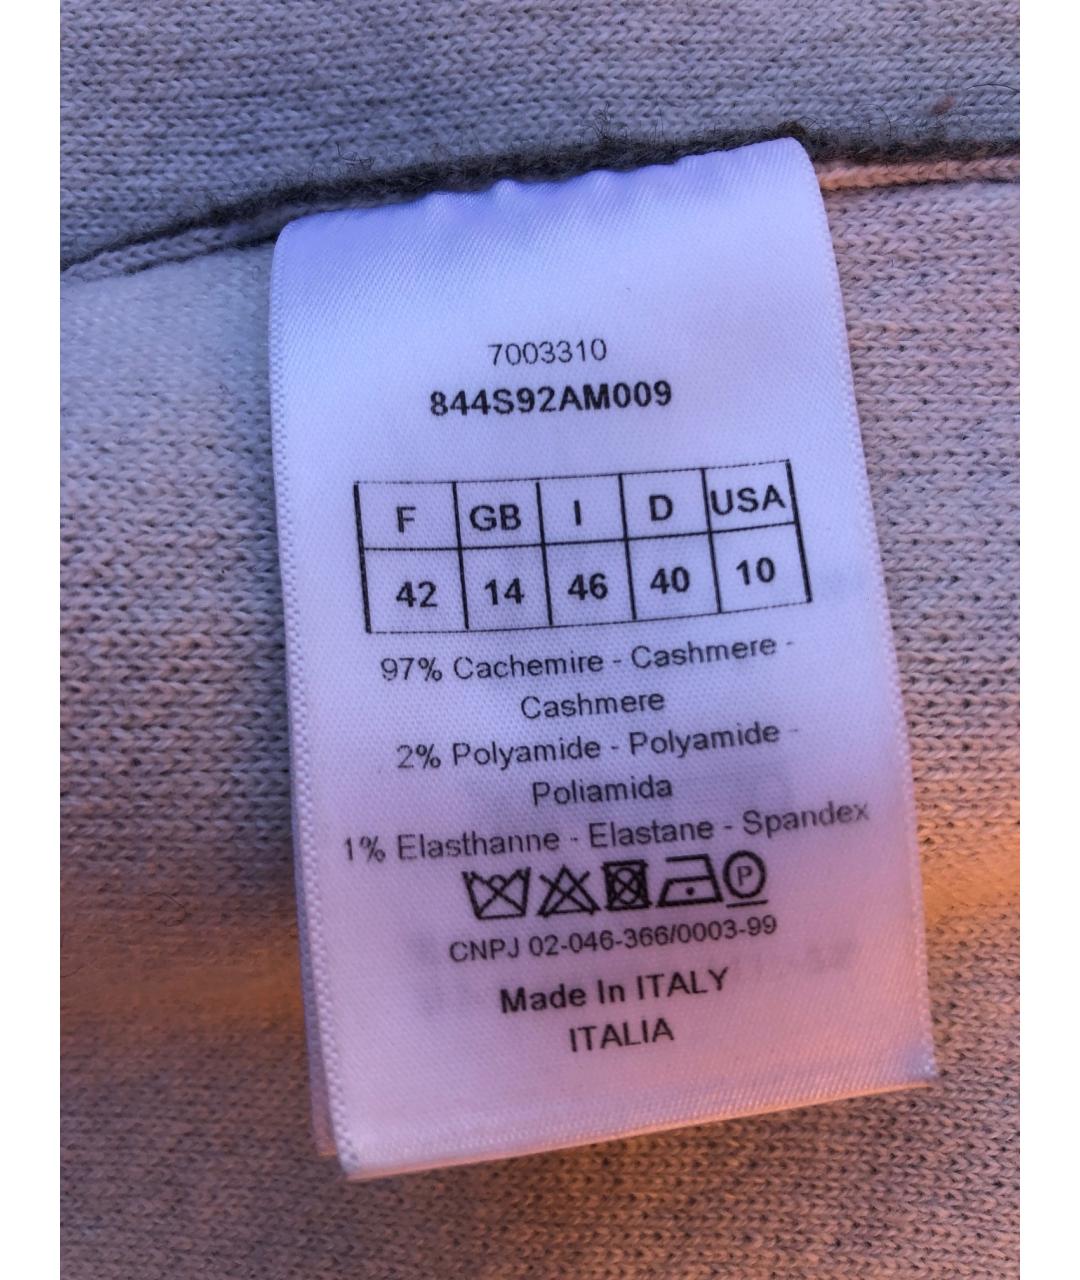 7003310
844S92AM009
F GB I D USA
42 14 46 40 10
97% Cachemire - Cashmere -
Cashmere
2% Polyamide - Polyamide -
Poliamida
1% Elasthanne - Elastane - Spandex
P
CNPJ 02-046-366/0003-99
Made In ITALY
ITALIA